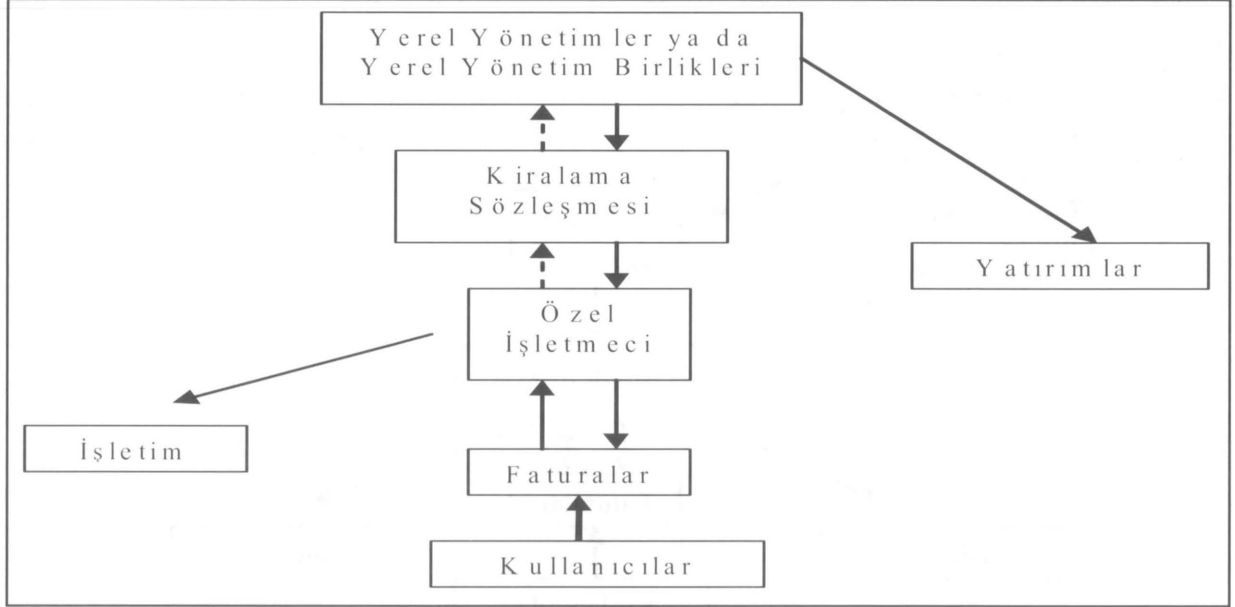 Yerel Yönetimler ya da
Yerel Yönetim Birlikleri
Kiralama
Sözleşmesi
Yatırımlar
Özel
İşletmeci
İşletim
Faturalar
Kullanıcılar